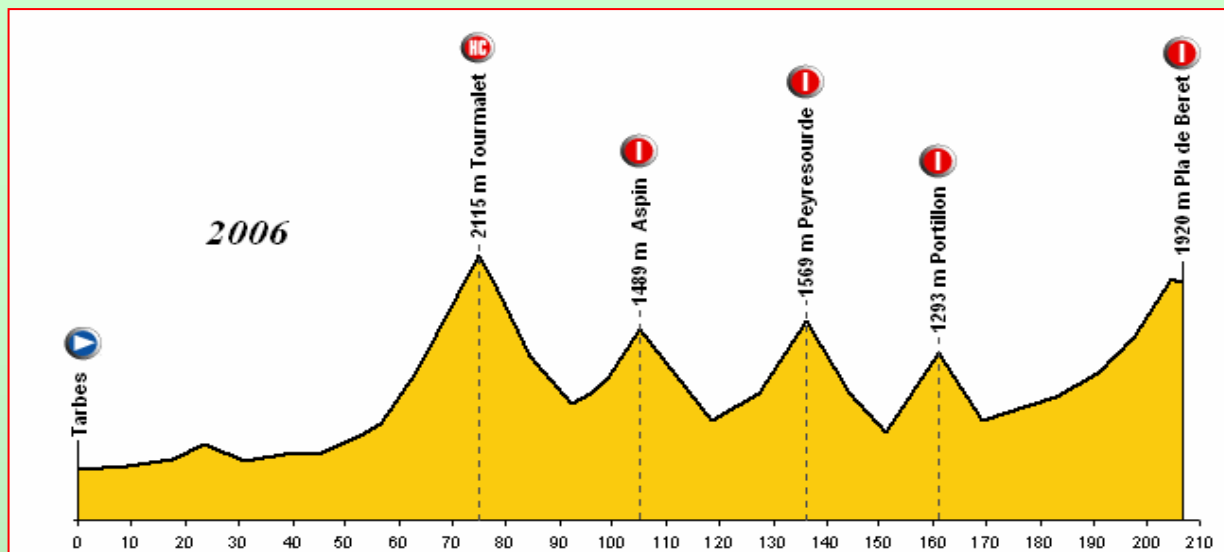 2006
Tarbes
HC
2115 m Tourmalet
I
1489 m Aspin
I
1569 m Peyresourde
I
1293 m Portillon
I
1920 m Pla de Beret
0 10 20 30 40 50 60 70 80 90 100 110 120 130 140 150 160 170 180 190 200 210